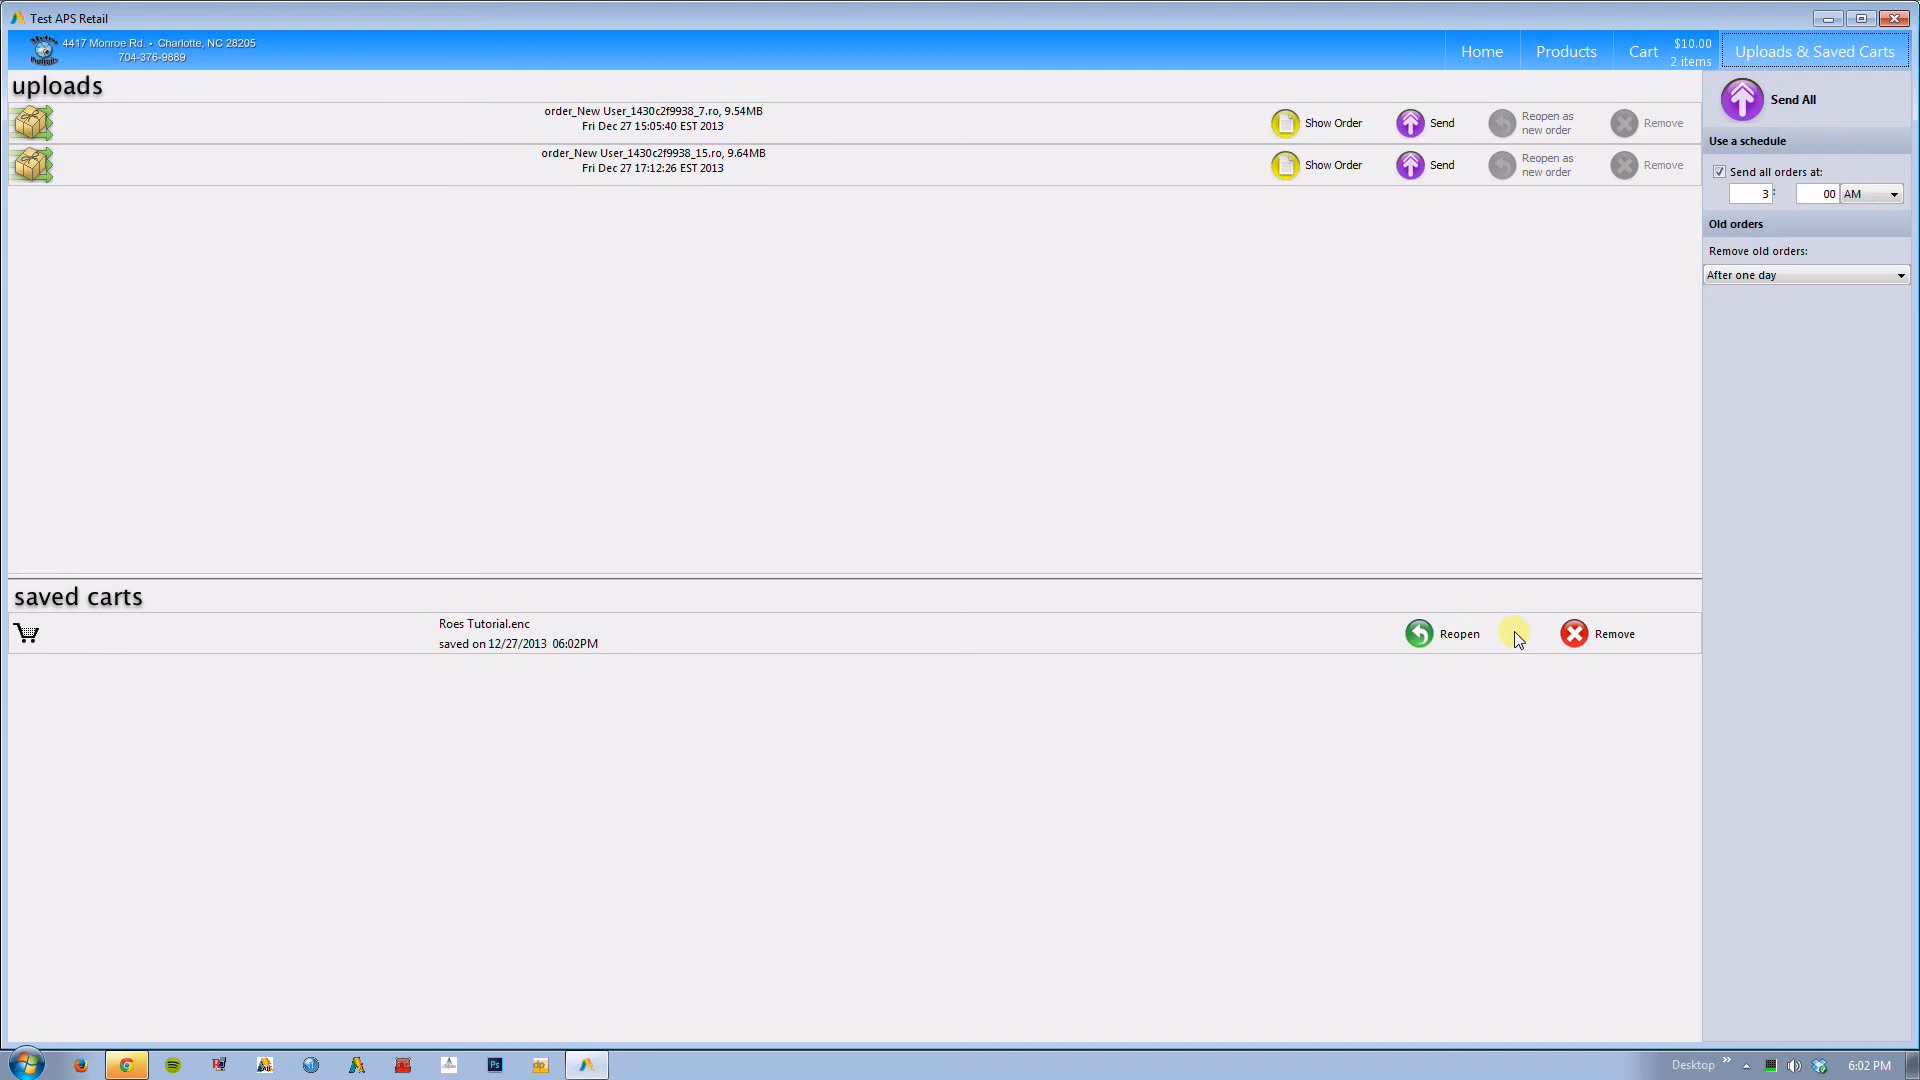 Test APS Retail
4417 Monroe Rd. • Charlotte, NC 28205
704-376-9889
Home
Products
Cart
$10.00
2 items
Uploads & Saved Carts
uploads
order_New User_1430c2f9938_7.ro, 9.54MB
Fri Dec 27 15:05:40 EST 2013
Show Order
Send
Reopen as
new order
Remove
order_New User_1430c2f9938_15.ro, 9.64MB
Fri Dec 27 17:12:26 EST 2013
Show Order
Send
Reopen as
new order
Remove
Send All
Use a schedule
Send all orders at:
3 : 00 AM
Old orders
Remove old orders:
After one day
saved carts
Roes Tutorial.enc
saved on 12/27/2013 06:02PM
Reopen
Remove
Ps
dp
Desktop
6:02 PM